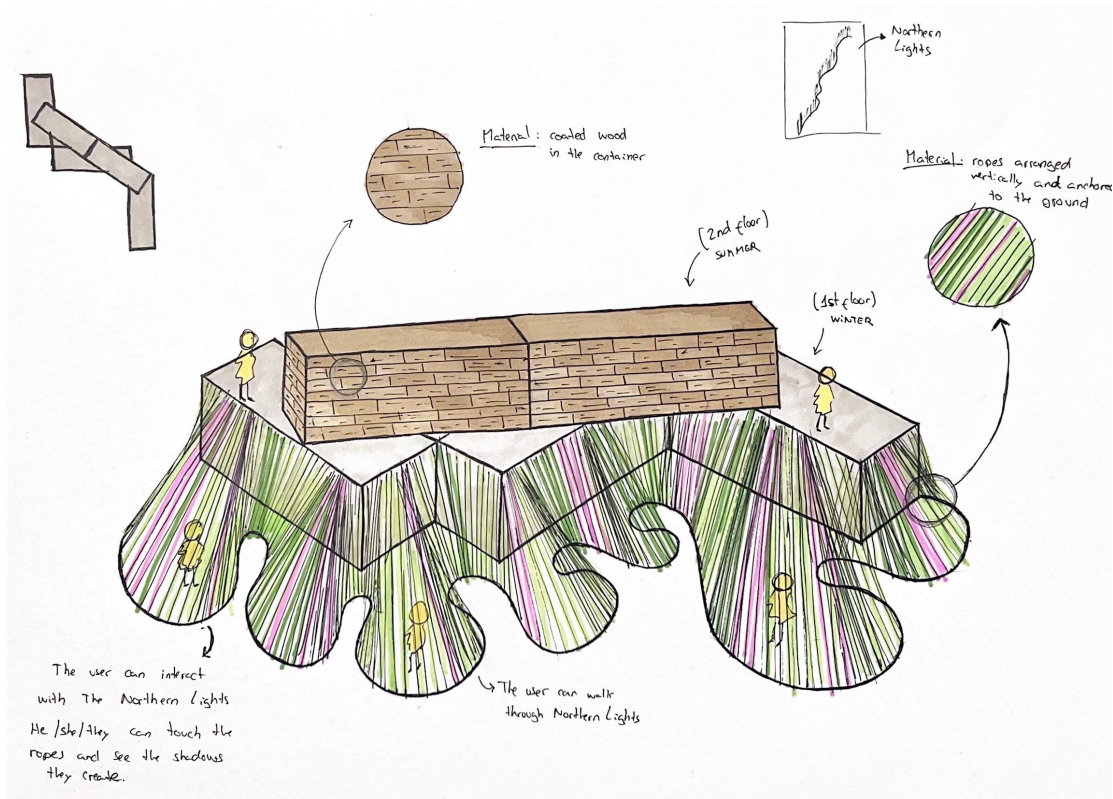 Northern
Lights
Material: coated wood
in the container
Material: ropes arranged
vertically and anchored
to the ground
(2nd floor)
SUMMER
(1st floor)
WINTER
The user can interact
with The Northern Lights
He/she/they can touch the
ropes and see the shadows
they create.
The user can walk
through Northern Lights